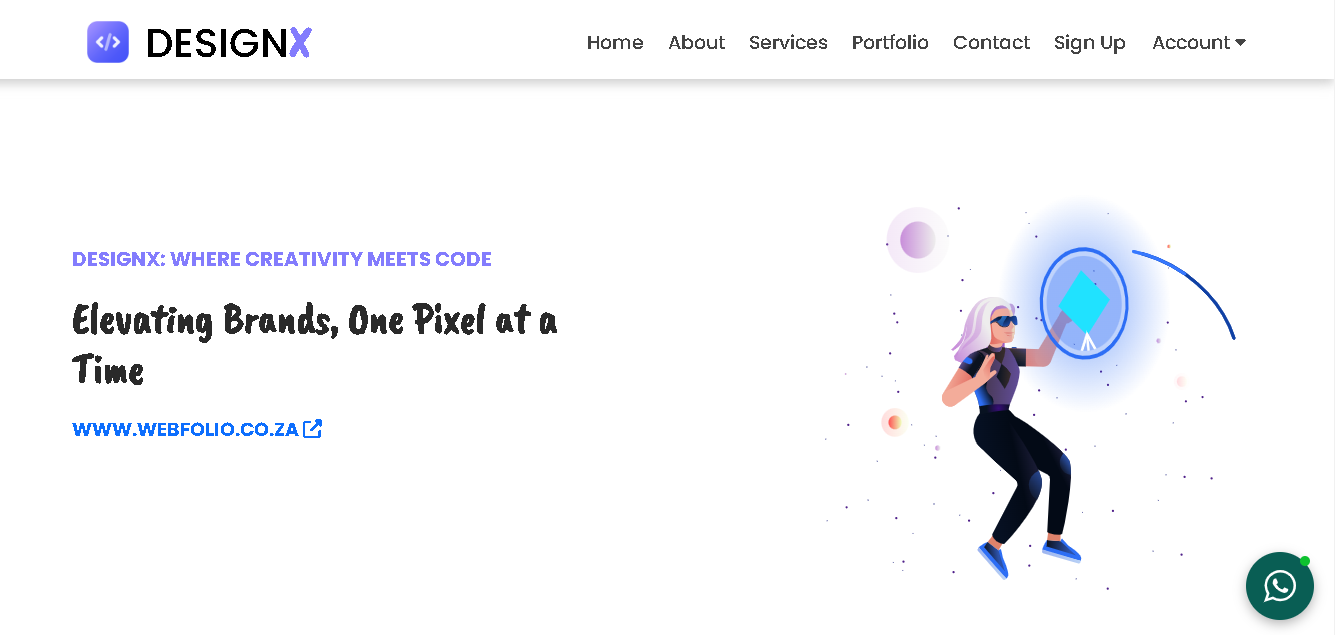 </> DESIGNX
Home About Services Portfolio Contact Sign Up Account
DESIGNX: WHERE CREATIVITY MEETS CODE
Elevating Brands, One Pixel at a
Time
WWW.WEBFOLIO.CO.ZA